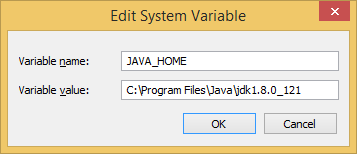 Edit System Variable
Variable name: JAVA_HOME
Variable value: C:\Program Files\Java\jdk1.8.0_121
OK Cancel